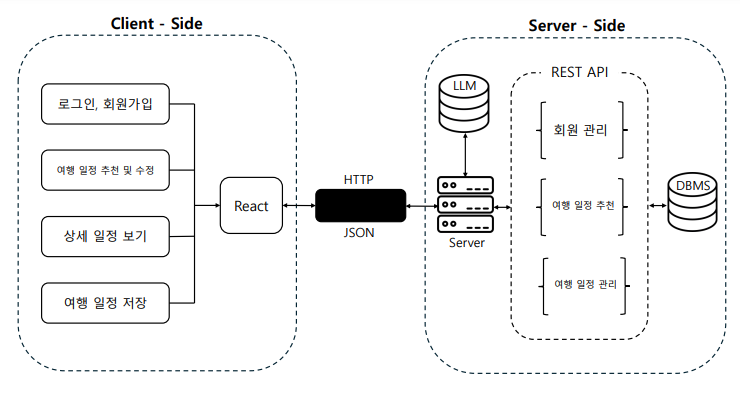 Client - Side
로그인, 회원가입
여행 일정 추천 및 수정
상세 일정 보기
여행 일정 저장
React
HTTP
JSON
Server - Side
LLM
Server
REST API
회원 관리
여행 일정 추천
여행 일정 관리
DBMS